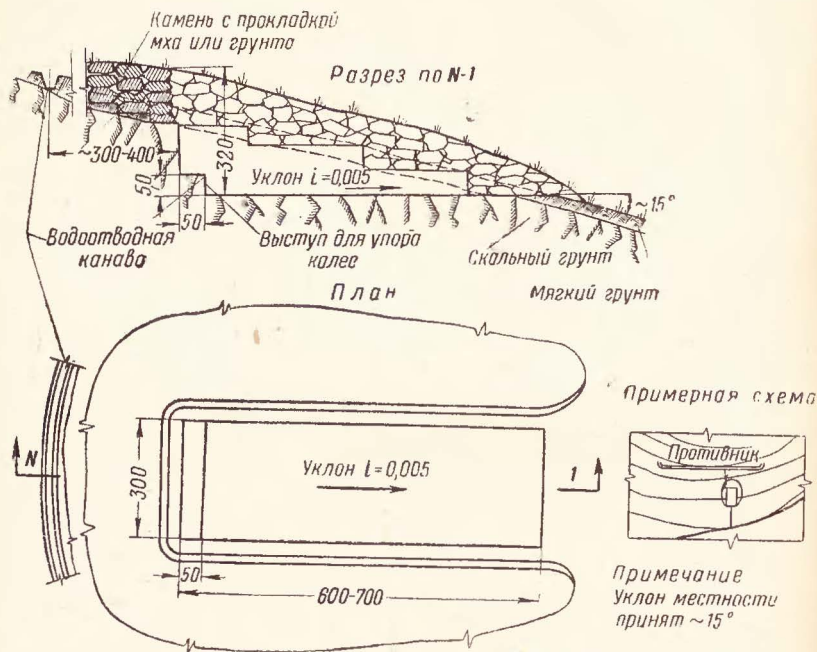 Камень с прокладкой
мха или грунта
Разрез по N-1
~300-400
320
50
50
Уклон i=0,005
~15°
Водоотводная
канава
Выступ для упора
колес
Скальный грунт
Мягкий грунт
План
Примерная схема
N
300
Уклон i=0,005
1
Противник
50
600-700
Примечание
Уклон местности
принят ~15°